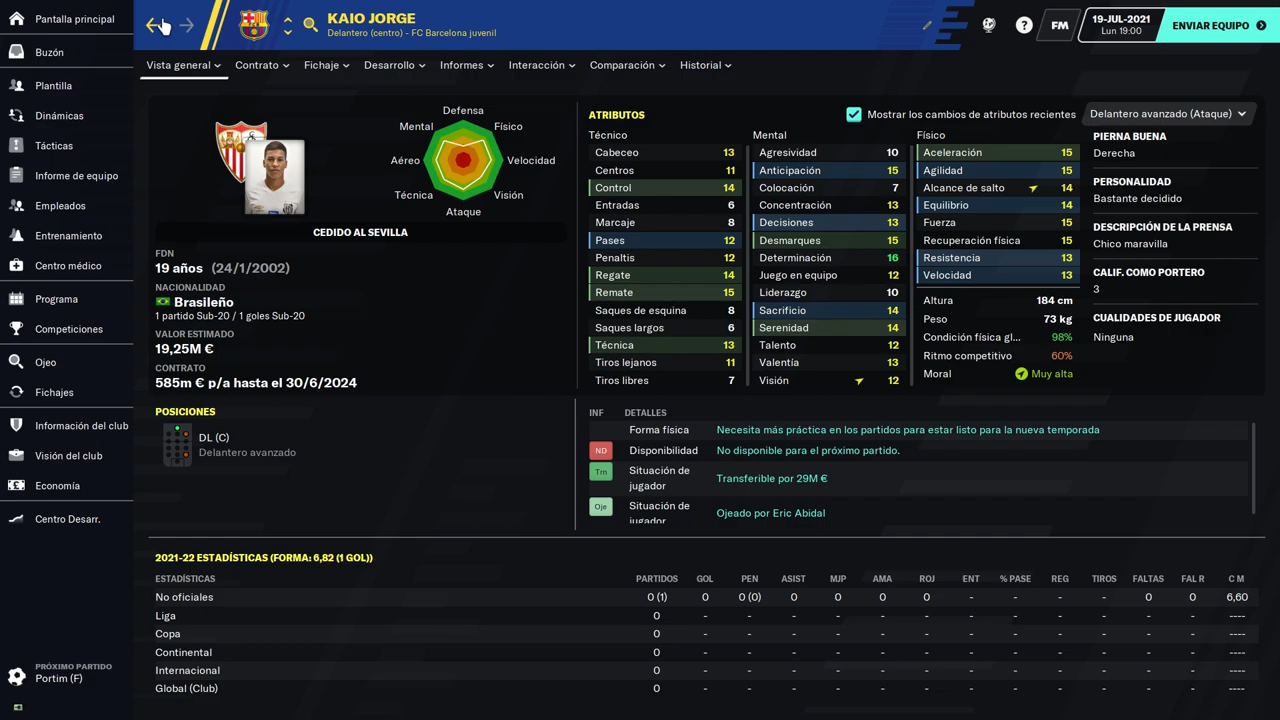 Pantalla principal
Buzón
Plantilla
Dinámicas
Tácticas
Informe de equipo
Empleados
Entrenamiento
Centro médico
Programa
Competiciones
Ojeo
Fichajes
Información del club
Visión del club
Economía
Centro Desarr.
PRÓXIMO PARTIDO
Portim (F)
KAIO JORGE
Delantero (centro) - FC Barcelona juvenil
?
FM
19-JUL-2021
Lun 19:00
ENVIAR EQUIPO
Vista general
Contrato
Fichaje
Desarrollo
Informes
Interacción
Comparación
Historial
Defensa
Físico
Velocidad
Visión
Ataque
Técnica
Aéreo
Mental
CEDIDO AL SEVILLA
FDN
19 años (24/1/2002)
NACIONALIDAD
Brasileño
1 partido Sub-20 / 1 goles Sub-20
VALOR ESTIMADO
19,25M €
CONTRATO
585m € p/a hasta el 30/6/2024
ATRIBUTOS
Mostrar los cambios de atributos recientes
Delantero avanzado (Ataque)
Técnico
Cabeceo 13
Centros 11
Control 14
Entradas 6
Marcaje 8
Pases 12
Penaltis 12
Regate 14
Remate 15
Saques de esquina 8
Saques largos 6
Técnica 13
Tiros lejanos 11
Tiros libres 7
Mental
Agresividad 10
Anticipación 15
Colocación 7
Concentración 13
Decisiones 13
Desmarques 15
Determinación 16
Juego en equipo 12
Liderazgo 10
Sacrificio 14
Serenidad 14
Talento 12
Valentía 13
Visión 12
Físico
Aceleración 15
Agilidad 15
Alcance de salto 14
Equilibrio 14
Fuerza 15
Recuperación física 15
Resistencia 13
Velocidad 13
Altura 184 cm
Peso 73 kg
Condición física gl... 98%
Ritmo competitivo 60%
Moral Muy alta
PIERNA BUENA
Derecha
PERSONALIDAD
Bastante decidido
DESCRIPCIÓN DE LA PRENSA
Chico maravilla
CALIF. COMO PORTERO
3
CUALIDADES DE JUGADOR
Ninguna
POSICIONES
DL (C)
Delantero avanzado
INF DETALLES
Forma física Necesita más práctica en los partidos para estar listo para la nueva temporada
ND Disponibilidad No disponible para el próximo partido.
Trn Situación de jugador Transferible por 29M €
Oje Situación de jugador Ojeado por Eric Abidal
2021-22 ESTADÍSTICAS (FORMA: 6,82 (1 GOL))
ESTADÍSTICAS PARTIDOS GOL PEN ASIST MJP AMA ROJ ENT % PASE REG TIROS FALTAS FAL R C M
No oficiales 0 (1) 0 0 (0) 0 0 0 0 - - - - 0 0 6,60
Liga 0 - - - - - - - - - - - - ----
Copa 0 - - - - - - - - - - - - ----
Continental 0 - - - - - - - - - - - - ----
Internacional 0 - - - - - - - - - - - - ----
Global (Club) 0 - - - - - - - - - - - - ----